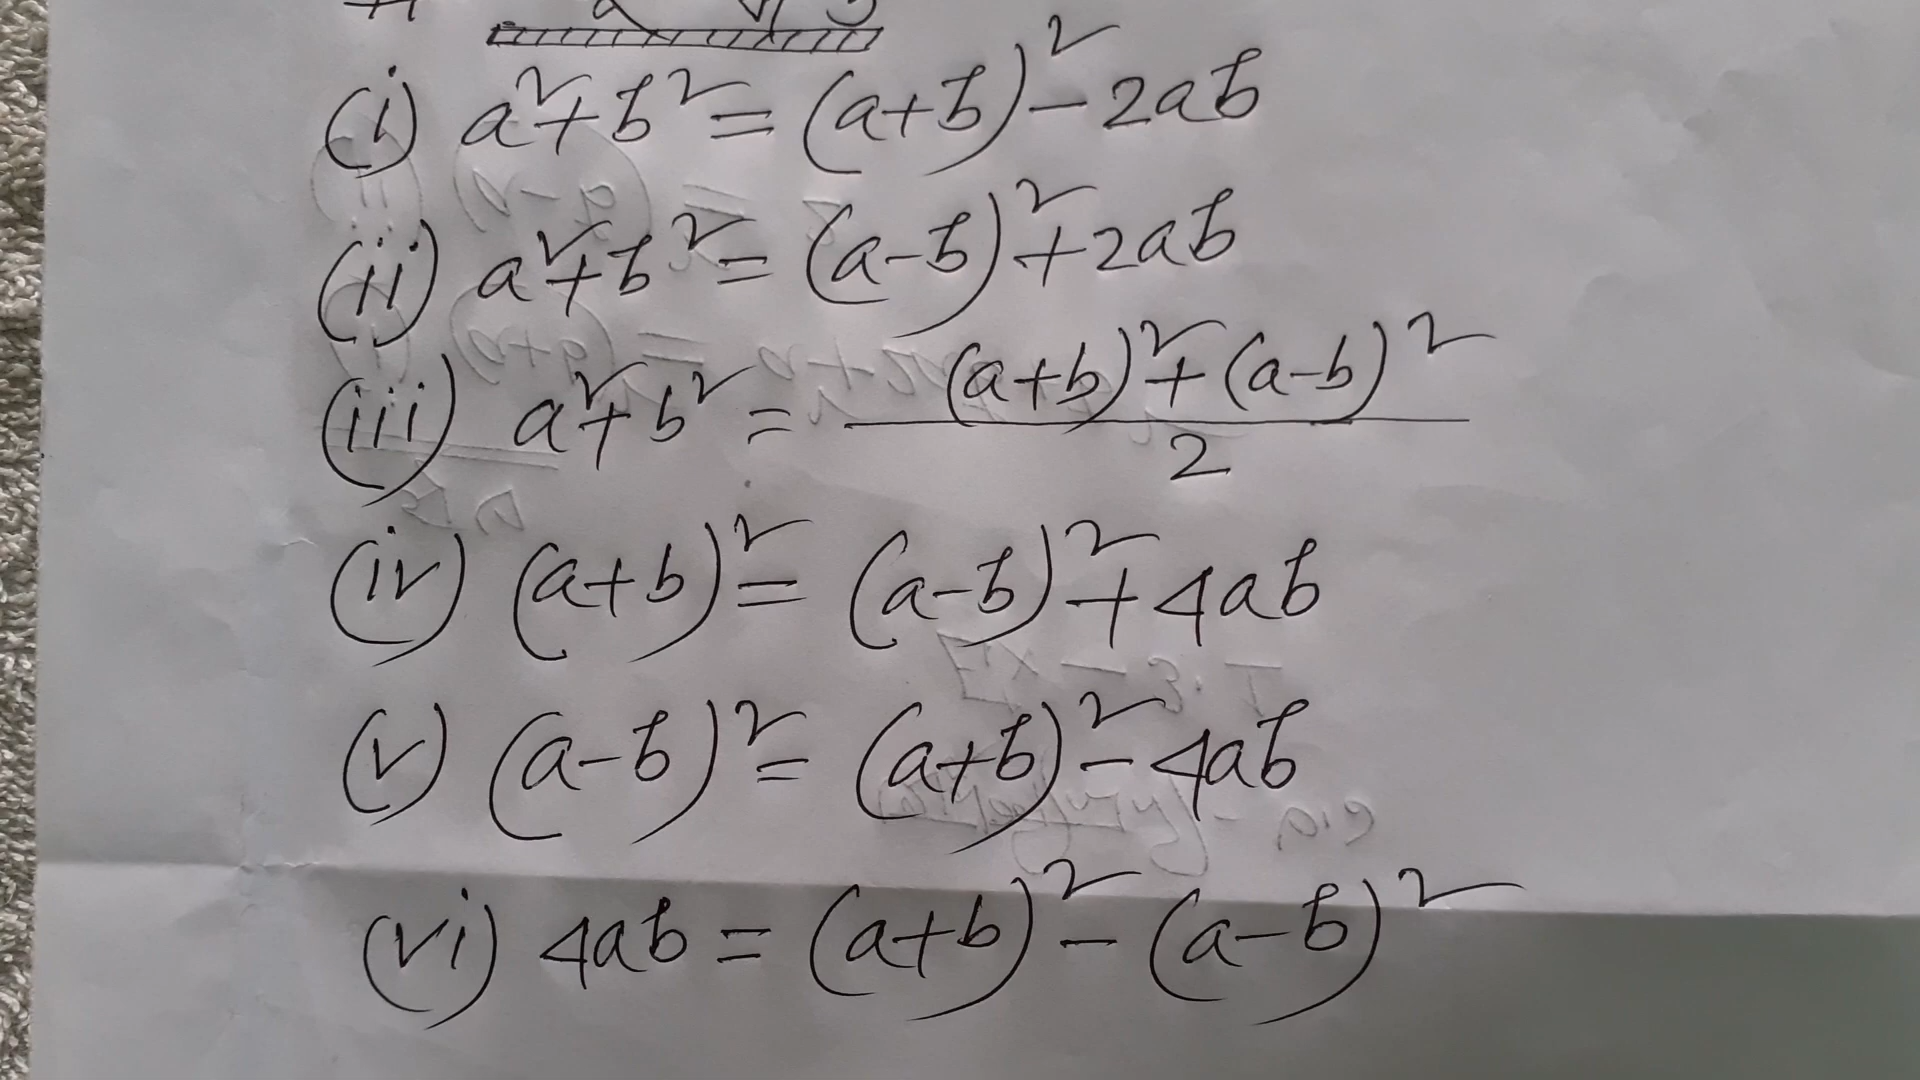 (i) a²+b² = (a+b)²-2ab
(ii) a²+b² = (a-b)²+2ab
(iii) a²+b² = (a+b)²+(a-b)² / 2
(iv) (a+b)² = (a-b)²+4ab
(v) (a-b)² = (a+b)²-4ab
(vi) 4ab = (a+b)²-(a-b)²